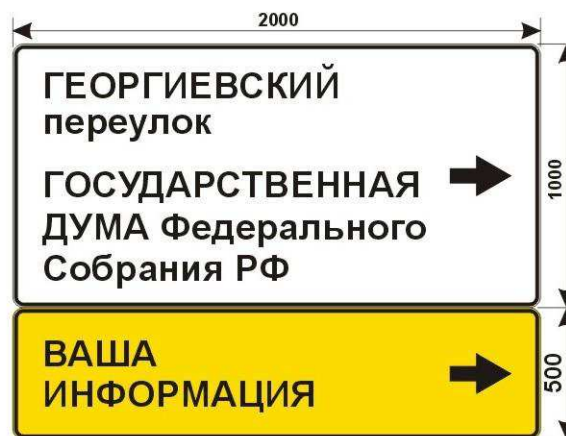 2000
ГЕОРГИЕВСКИЙ
переулок
ГОСУДАРСТВЕННАЯ
ДУМА Федерального
Собрания РФ
1000
ВАША
ИНФОРМАЦИЯ
500